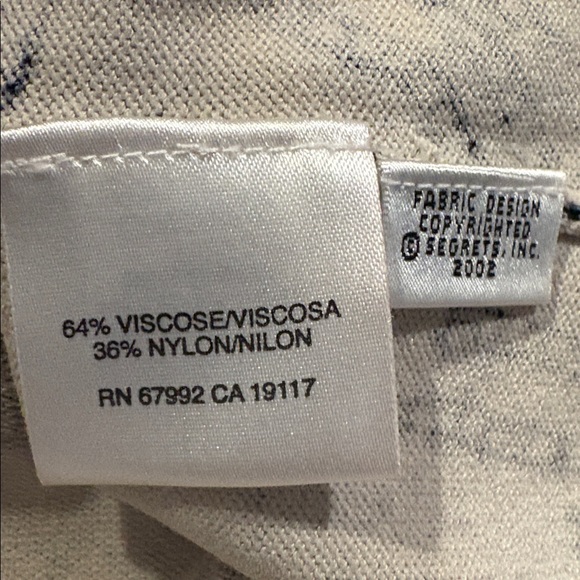 64% VISCOSE/VISCOSA
36% NYLON/NILON
RN 67992 CA 19117
FABRIC DESIGN
COPYRIGHTED
© SEGRETS, INC.
2002